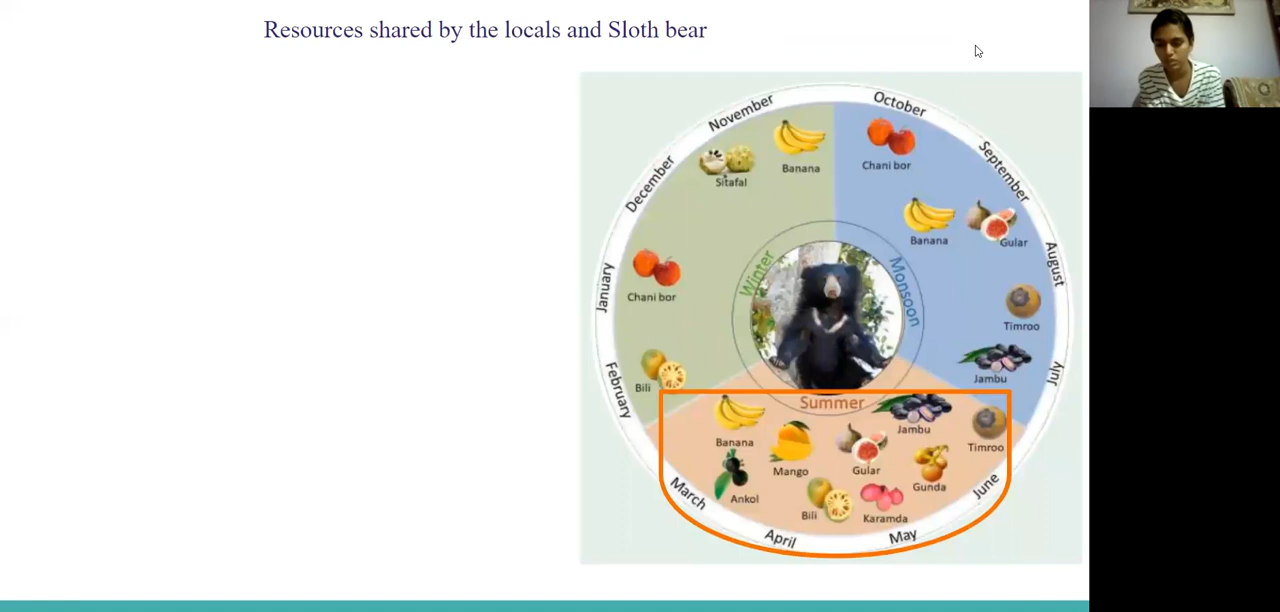 Resources shared by the locals and Sloth bear
November
October
December
September
January
August
February
July
March
June
April
May
Winter
Monsoon
Summer
Sitafal
Banana
Chani bor
Banana
Gular
Chani bor
Timroo
Bili
Jambu
Banana
Mango
Gular
Jambu
Timroo
Ankol
Bili
Karamda
Gunda